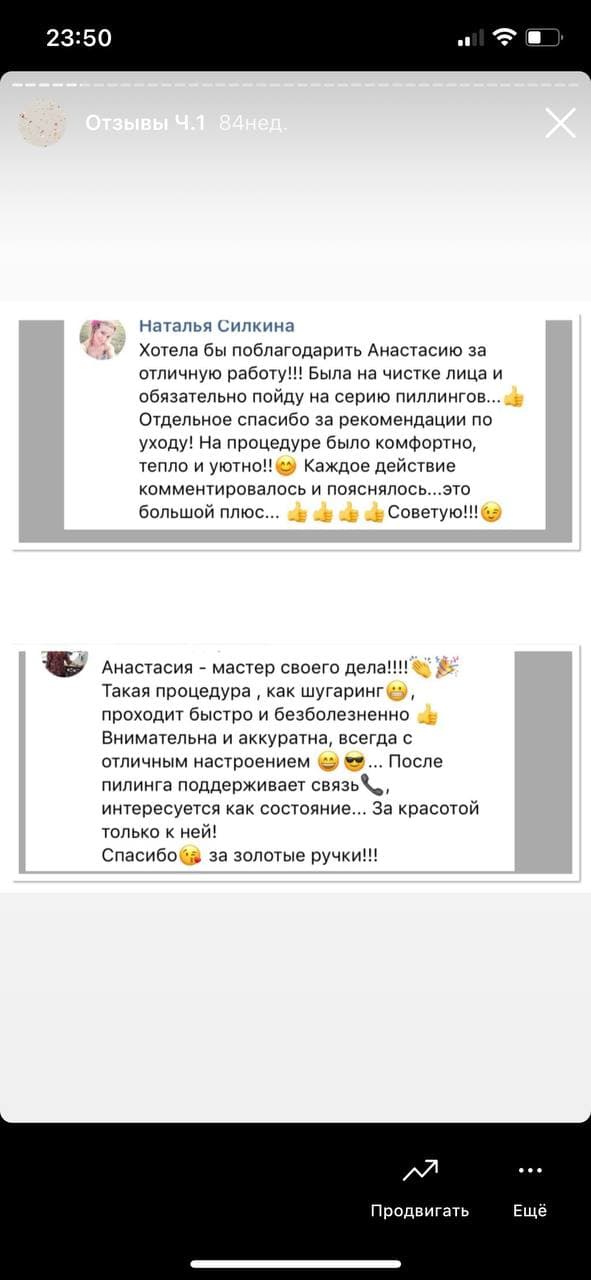 23:50
Отзывы Ч.1 84нед.
Наталья Силкина
Хотела бы поблагодарить Анастасию за
отличную работу!!! Была на чистке лица и
обязательно пойду на серию пиллингов...👍
Отдельное спасибо за рекомендации по
уходу! На процедуре было комфортно,
тепло и уютно!!😊 Каждое действие
комментировалось и пояснялось...это
большой плюс... 👍👍👍👍Советую!!!😉
Анастасия - мастер своего дела!!!!👏🎉
Такая процедура , как шугаринг😬,
проходит быстро и безболезненно 👍
Внимательна и аккуратна, всегда с
отличным настроением 😄😎... После
пилинга поддерживает связь📞,
интересуется как состояние... За красотой
только к ней!
Спасибо😘 за золотые ручки!!!
Продвигать Ещё